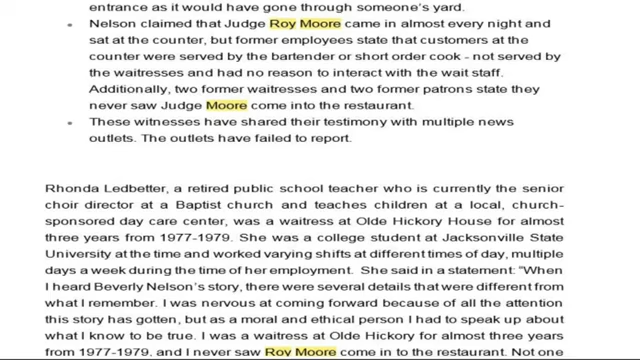 entrance as it would have gone through someone's yard.
• Nelson claimed that Judge Roy Moore came in almost every night and
sat at the counter, but former employees state that customers at the
counter were served by the bartender or short order cook - not served by
the waitresses and had no reason to interact with the wait staff.
Additionally, two former waitresses and two former patrons state they
never saw Judge Moore come into the restaurant.
• These witnesses have shared their testimony with multiple news
outlets. The outlets have failed to report.
Rhonda Ledbetter, a retired public school teacher who is currently the senior
choir director at a Baptist church and teaches children at a local, church-
sponsored day care center, was a waitress at Olde Hickory House for almost
three years from 1977-1979. She was a college student at Jacksonville State
University at the time and worked varying shifts at different times of day, multiple
days a week during the time of her employment. She said in a statement: "When
I heard Beverly Nelson's story, there were several details that were different from
what I remember. I was nervous at coming forward because of all the attention
this story has gotten, but as a moral and ethical person I had to speak up about
what I know to be true. I was a waitress at Olde Hickory for almost three years
from 1977-1979, and I never saw Roy Moore come in to the restaurant. Not one